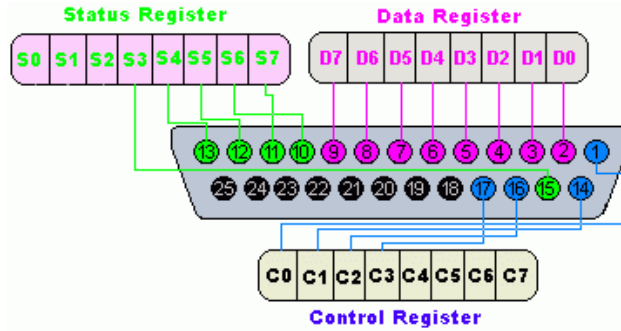 Status Register Data Register
S0 S1 S2 S3 S4 S5 S6 S7 D7 D6 D5 D4 D3 D2 D1 D0
13 12 11 10 9 8 7 6 5 4 3 2 1
25 24 23 22 21 20 19 18 17 16 15 14
C0 C1 C2 C3 C4 C5 C6 C7
Control Register